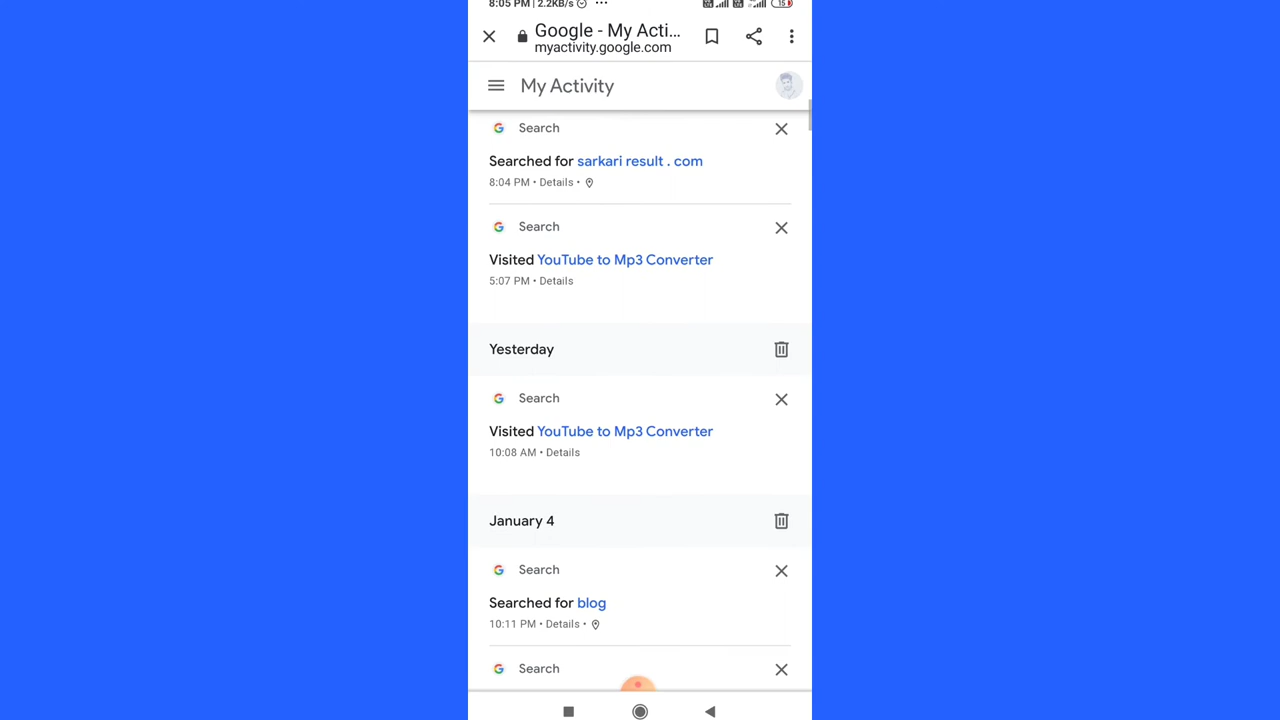 8:05 PM | 2.2KB/s ···
15
Google - My Acti...
myactivity.google.com
My Activity
Search
Searched for sarkari result . com
8:04 PM • Details •
Search
Visited YouTube to Mp3 Converter
5:07 PM • Details
Yesterday
Search
Visited YouTube to Mp3 Converter
10:08 AM • Details
January 4
Search
Searched for blog
10:11 PM • Details •
Search